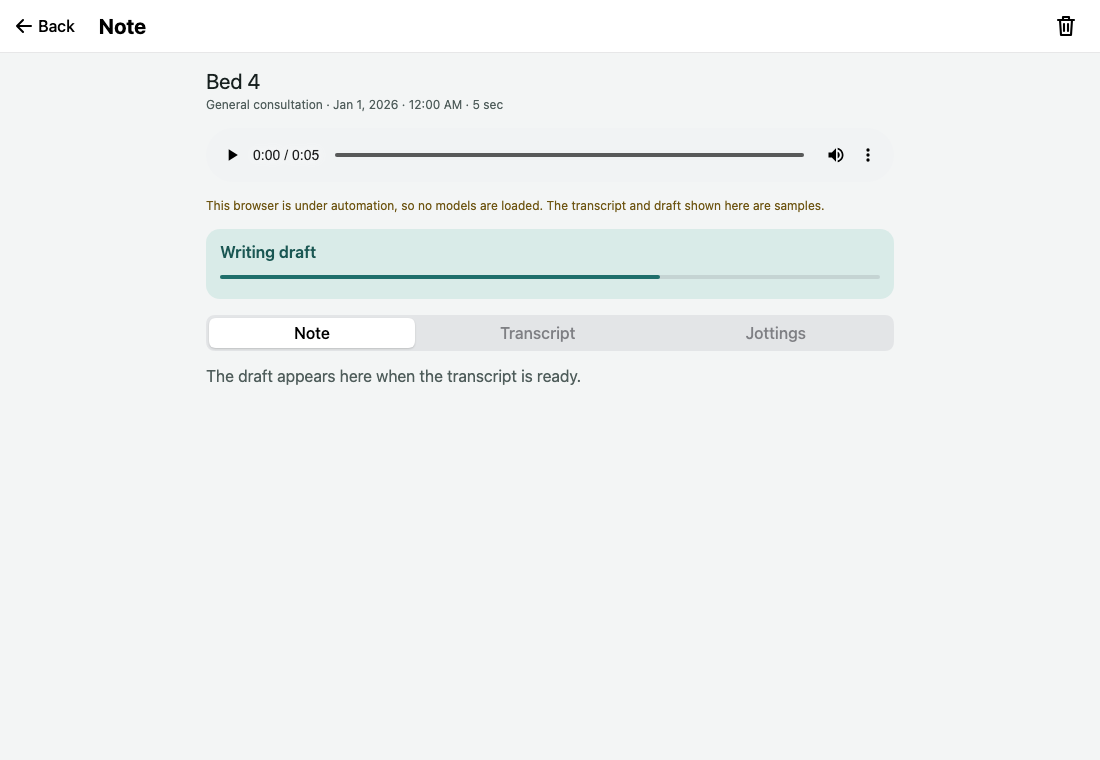 Back Note
Bed 4
General consultation · Jan 1, 2026 · 12:00 AM · 5 sec
0:00 / 0:05
This browser is under automation, so no models are loaded. The transcript and draft shown here are samples.
Writing draft
Note Transcript Jottings
The draft appears here when the transcript is ready.